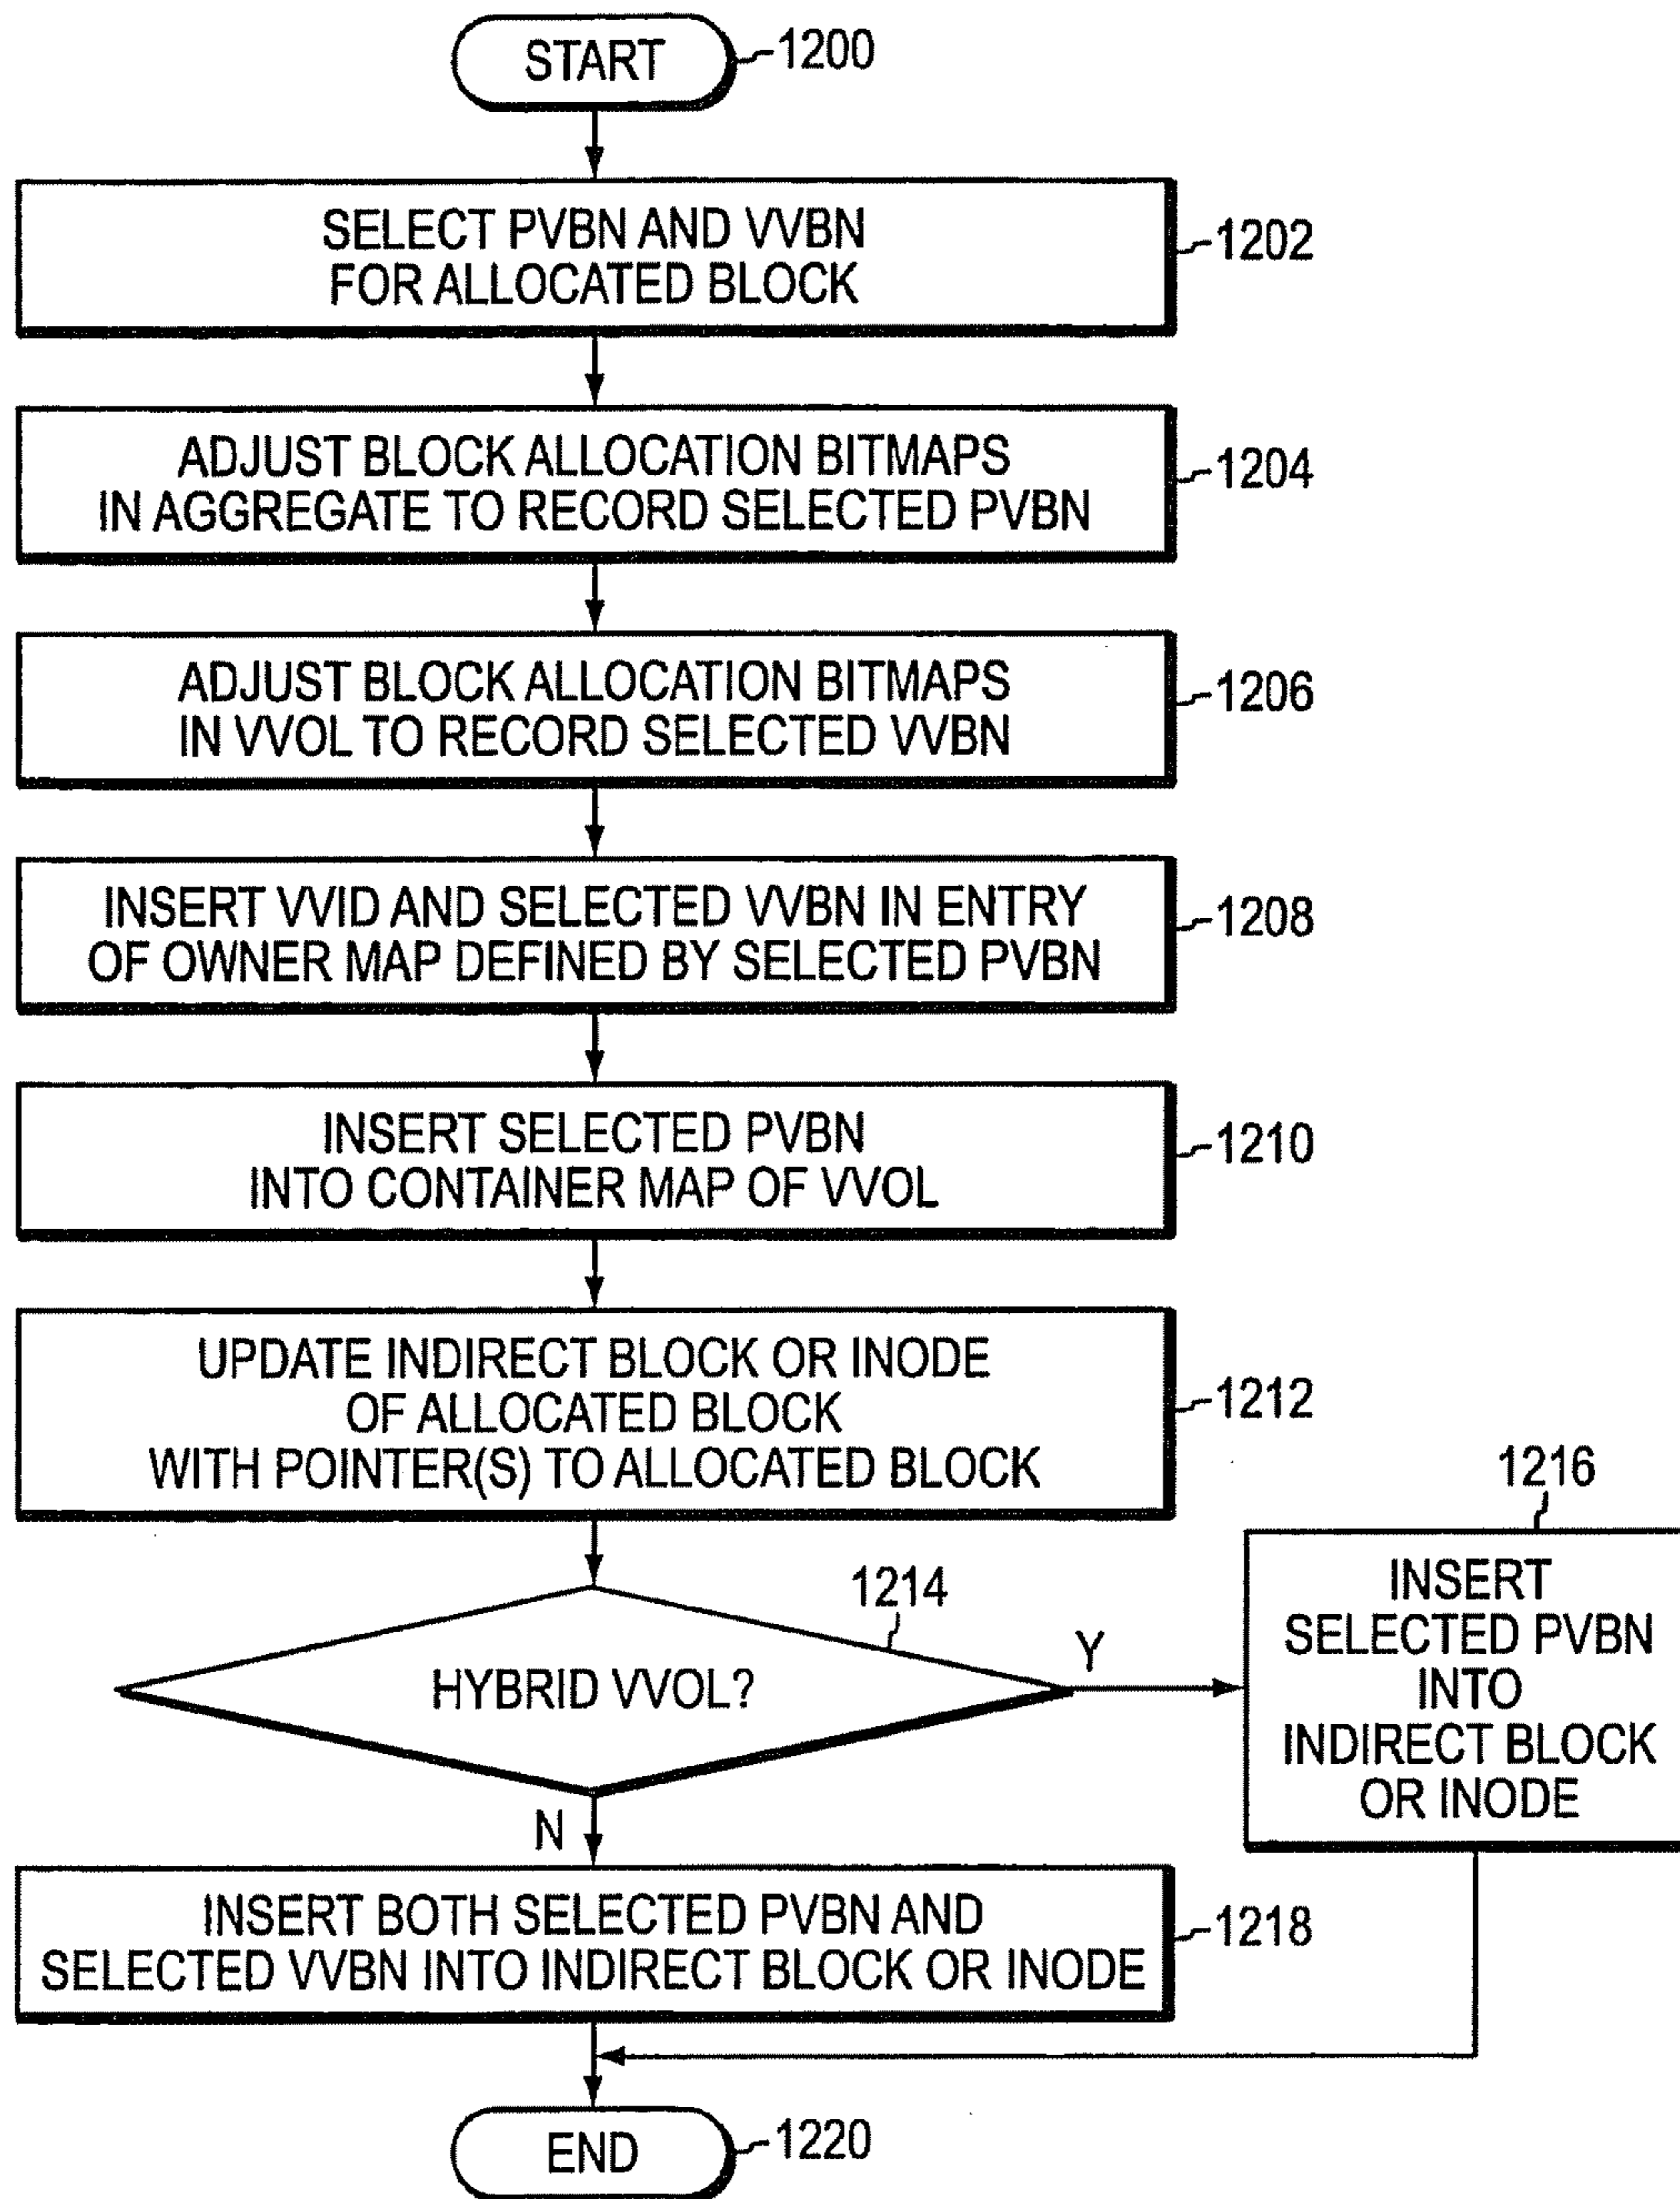 START
1200
SELECT PVBN AND VVBN
FOR ALLOCATED BLOCK
1202
ADJUST BLOCK ALLOCATION BITMAPS
IN AGGREGATE TO RECORD SELECTED PVBN
1204
ADJUST BLOCK ALLOCATION BITMAPS
IN VVOL TO RECORD SELECTED VVBN
1206
INSERT VVID AND SELECTED VVBN IN ENTRY
OF OWNER MAP DEFINED BY SELECTED PVBN
1208
INSERT SELECTED PVBN
INTO CONTAINER MAP OF VVOL
1210
UPDATE INDIRECT BLOCK OR INODE
OF ALLOCATED BLOCK
WITH POINTER(S) TO ALLOCATED BLOCK
1212
HYBRID VVOL?
1214
Y
1216
INSERT
SELECTED PVBN
INTO
INDIRECT BLOCK
OR INODE
N
INSERT BOTH SELECTED PVBN AND
SELECTED VVBN INTO INDIRECT BLOCK OR INODE
1218
END
1220